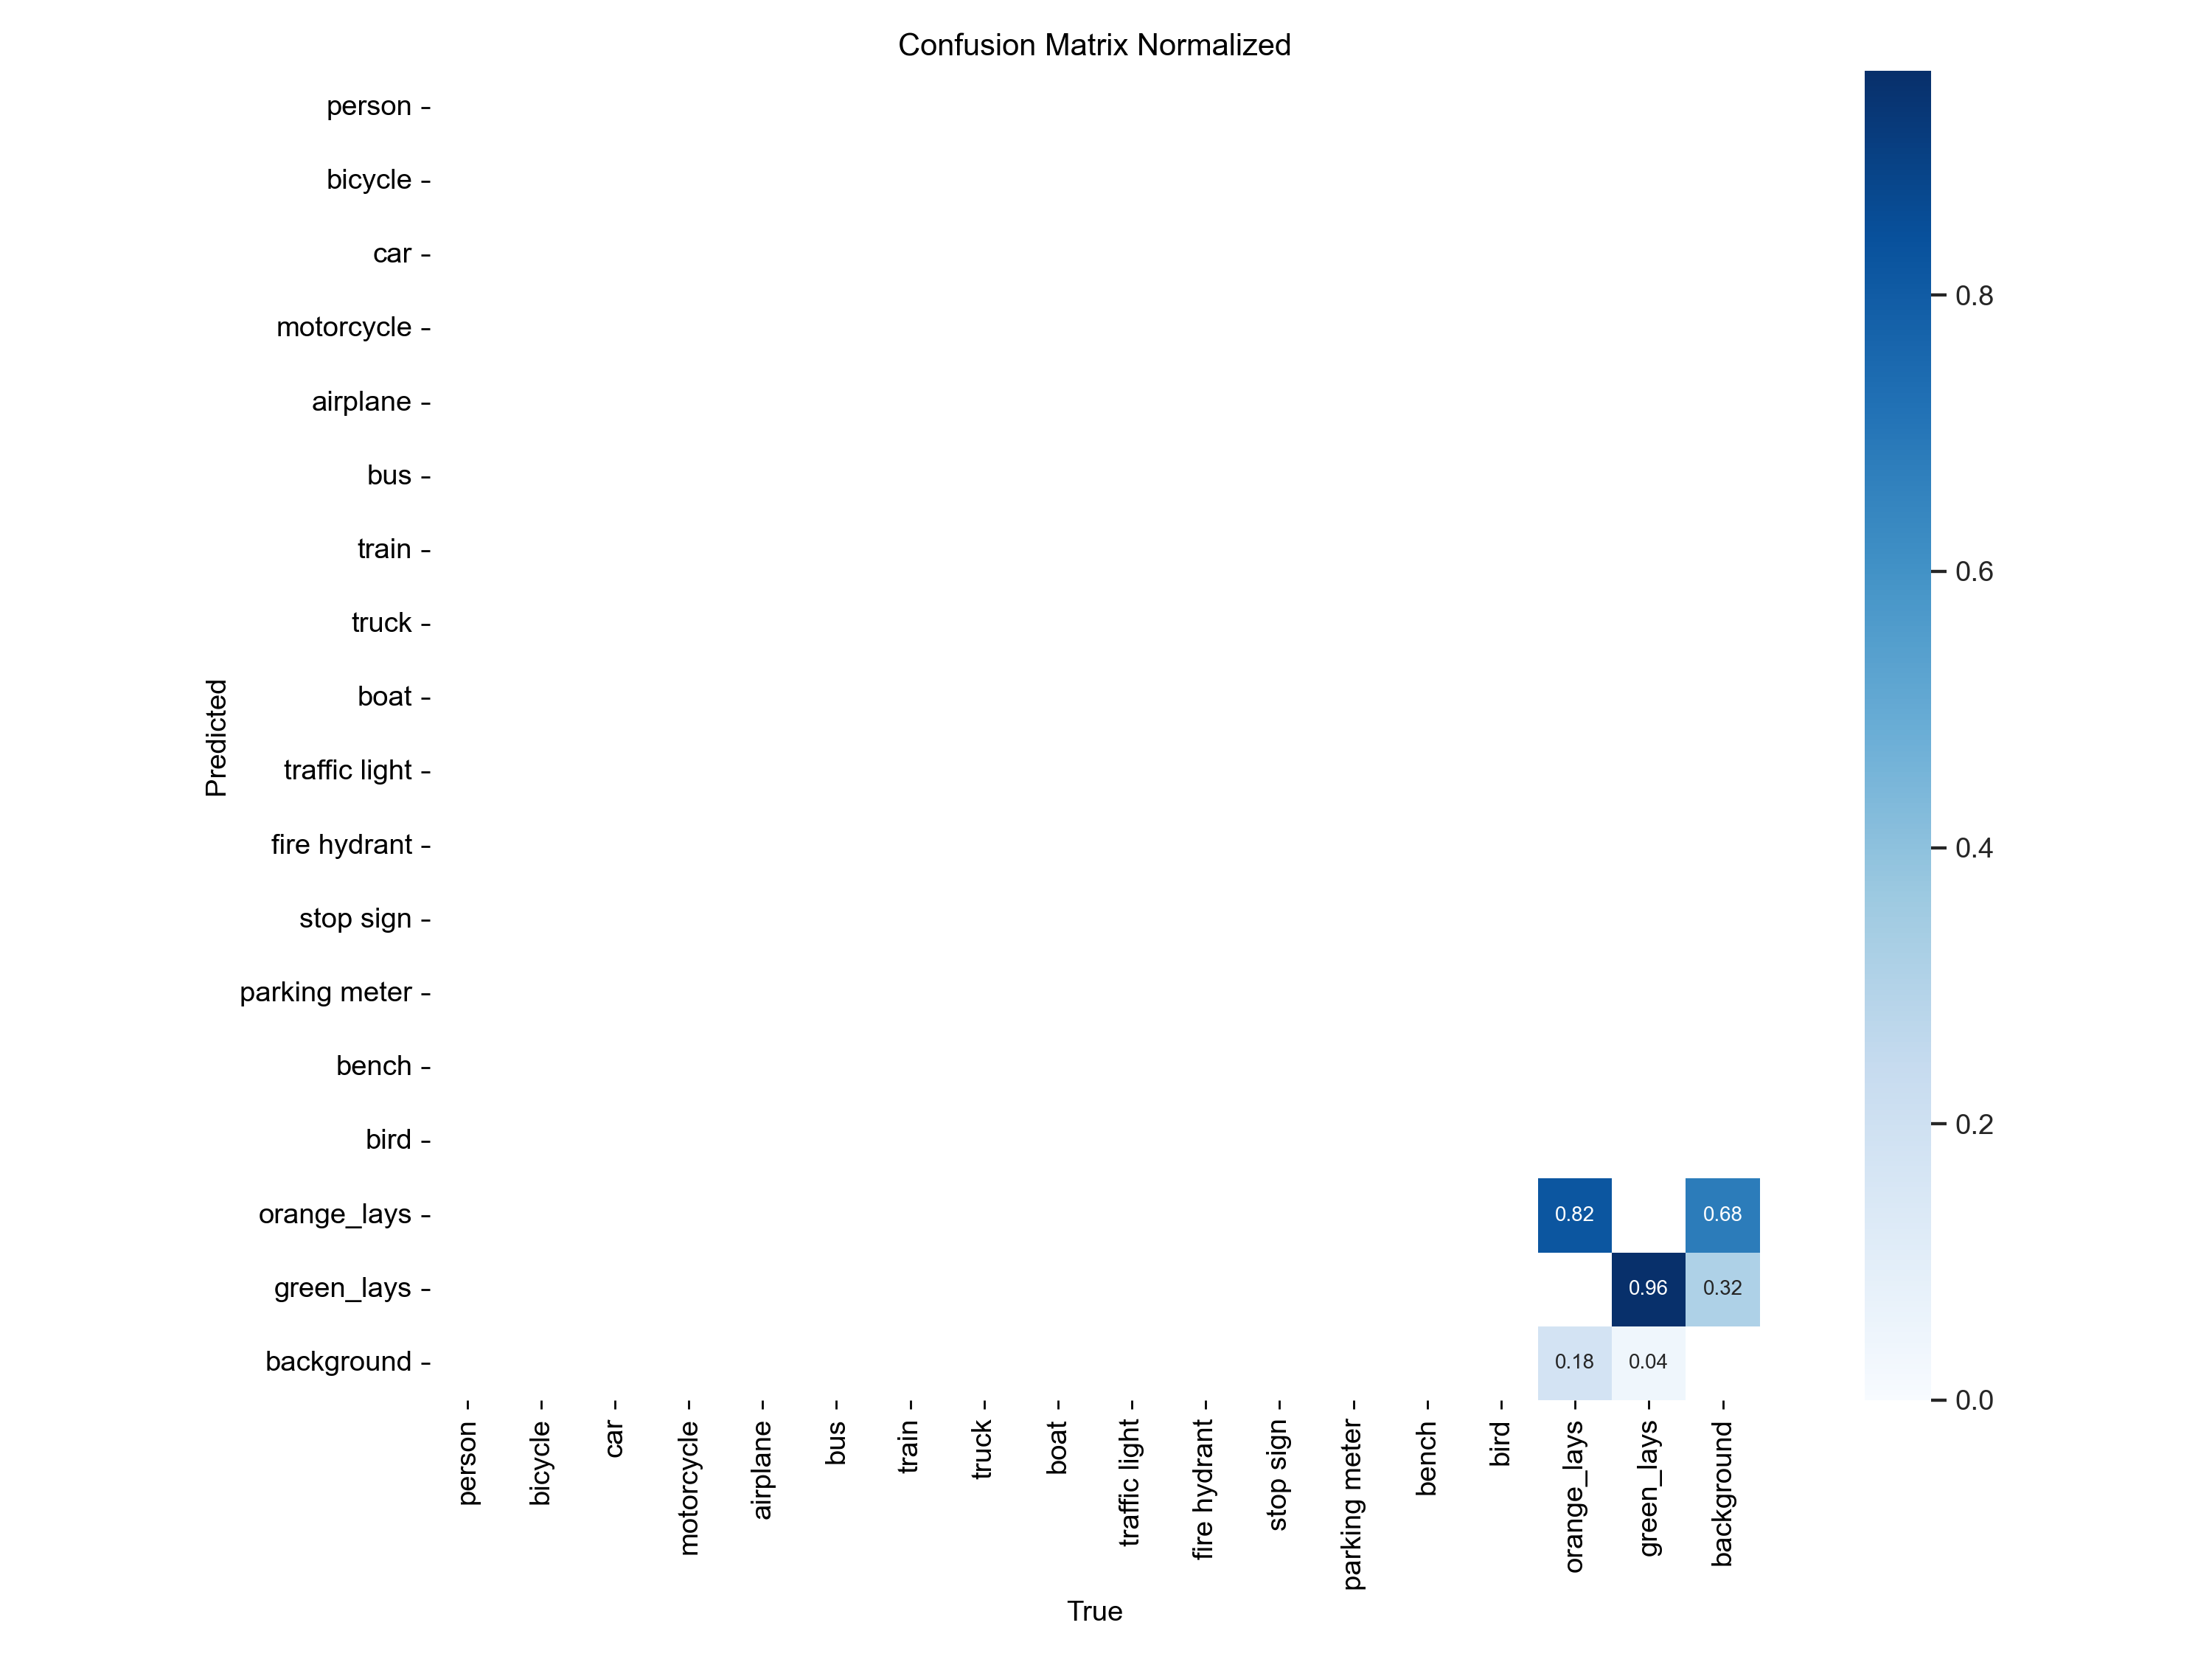 Confusion Matrix Normalized
person
bicycle
car
motorcycle
airplane
bus
train
truck
boat
traffic light
fire hydrant
stop sign
parking meter
bench
bird
orange_lays
green_lays
background
Predicted
0.82
0.68
0.96
0.32
0.18
0.04
person
bicycle
car
motorcycle
airplane
bus
train
truck
boat
traffic light
fire hydrant
stop sign
parking meter
bench
bird
orange_lays
green_lays
background
True
0.8
0.6
0.4
0.2
0.0